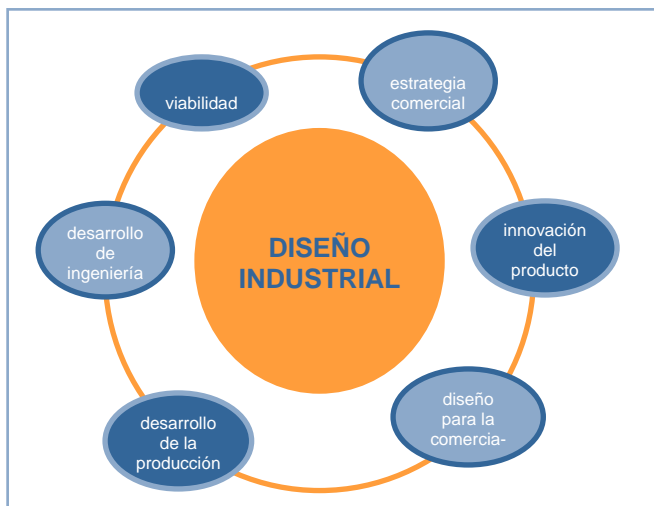 estrategia
comercial
viabilidad
innovación
del
producto
desarrollo
de
ingeniería
DISEÑO
INDUSTRIAL
diseño
para la
comercia-
desarrollo
de la
producción